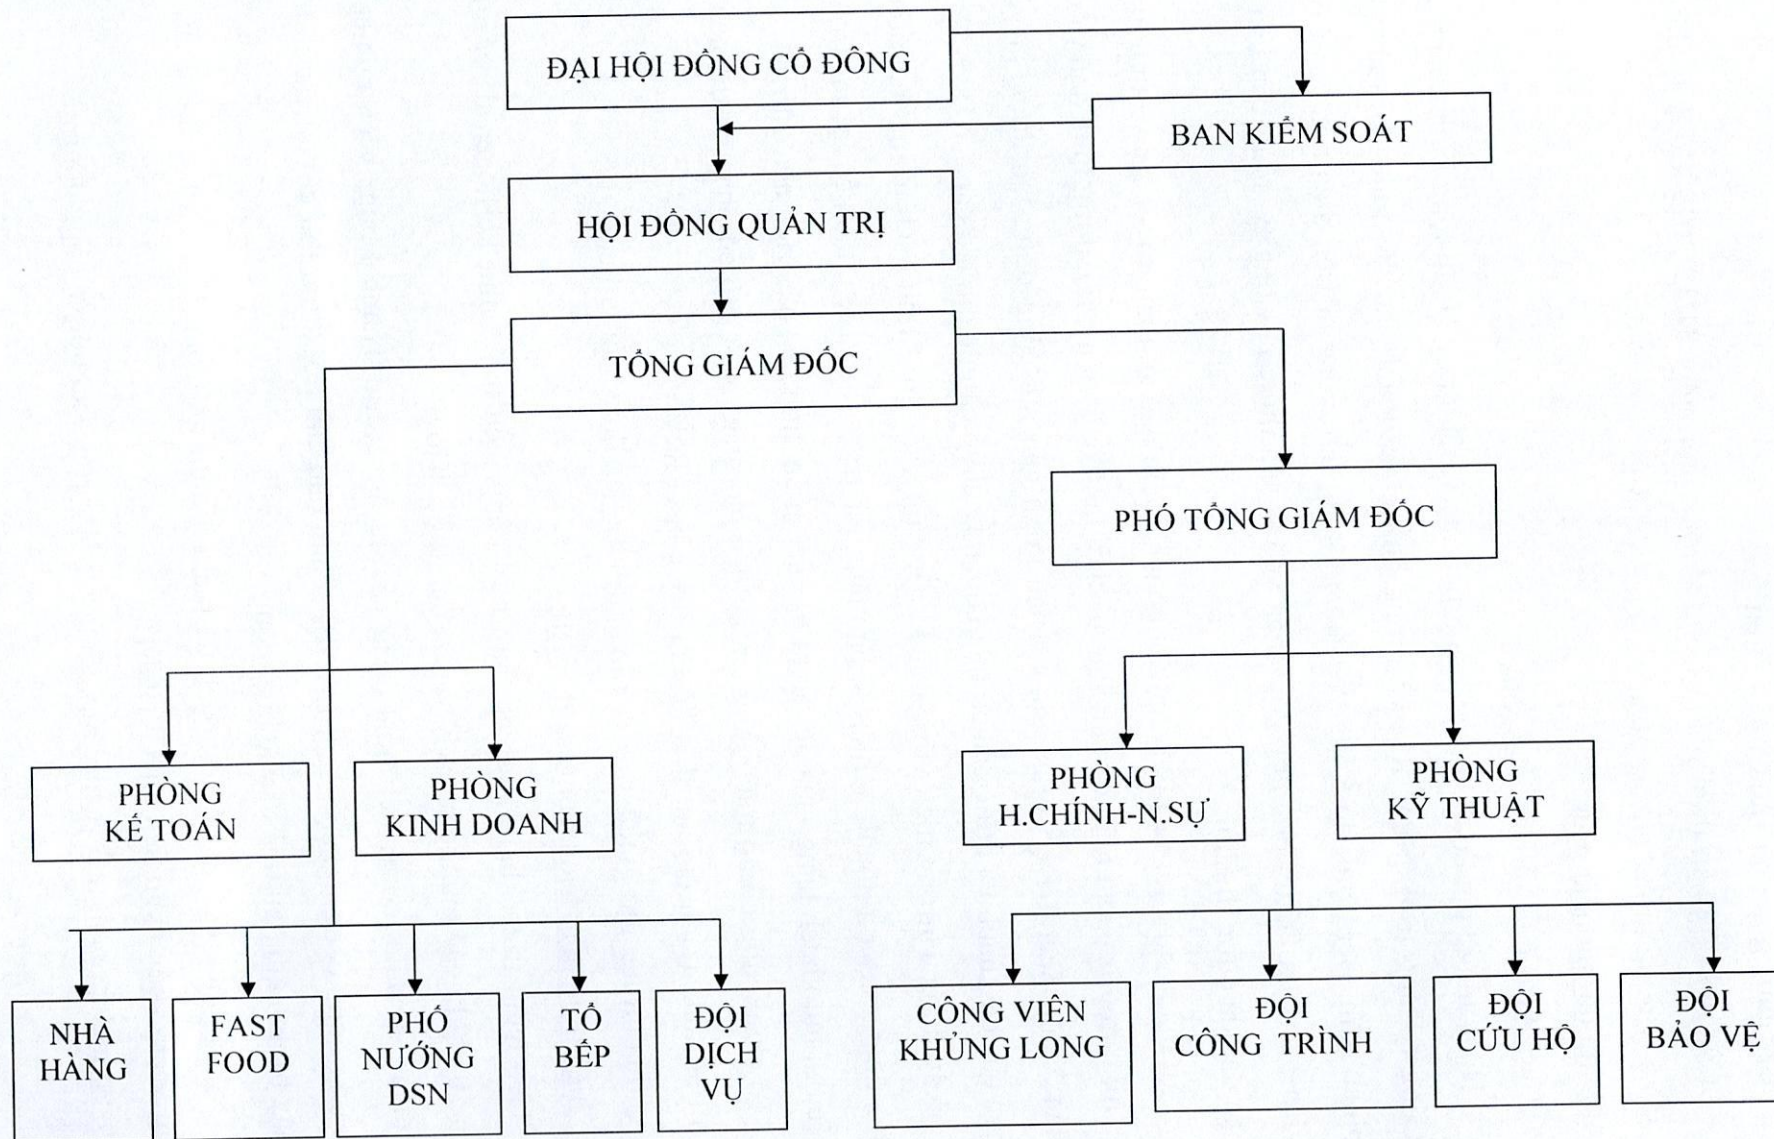 ĐẠI HỘI ĐỒNG CỔ ĐÔNG
BAN KIỂM SOÁT
HỘI ĐỒNG QUẢN TRỊ
TỔNG GIÁM ĐỐC
PHÓ TỔNG GIÁM ĐỐC
PHÒNG
KẾ TOÁN
PHÒNG
KINH DOANH
PHÒNG
H.CHÍNH-N.SỰ
PHÒNG
KỸ THUẬT
NHÀ
HÀNG
FAST
FOOD
PHỐ
NƯỚNG
DSN
TỔ
BẾP
ĐỘI
DỊCH
VỤ
CÔNG VIÊN
KHỦNG LONG
ĐỘI
CÔNG TRÌNH
ĐỘI
CỨU HỘ
ĐỘI
BẢO VỆ